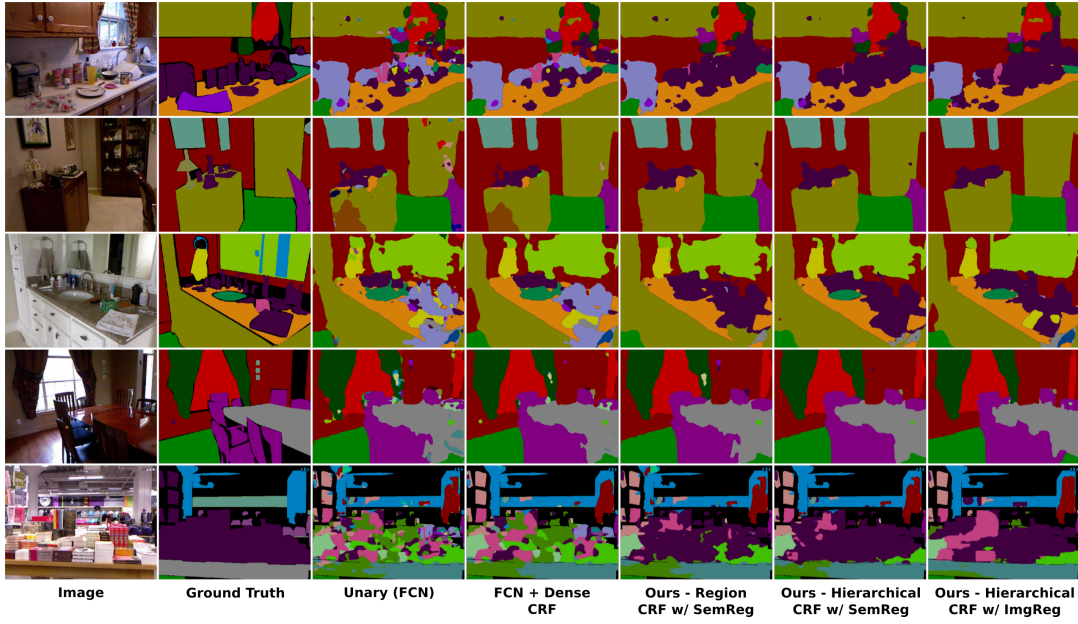 Image
Ground Truth
Unary (FCN)
FCN + Dense
CRF
Ours - Region
CRF w/ SemReg
Ours - Hierarchical
CRF w/ SemReg
Ours - Hierarchical
CRF w/ ImgReg